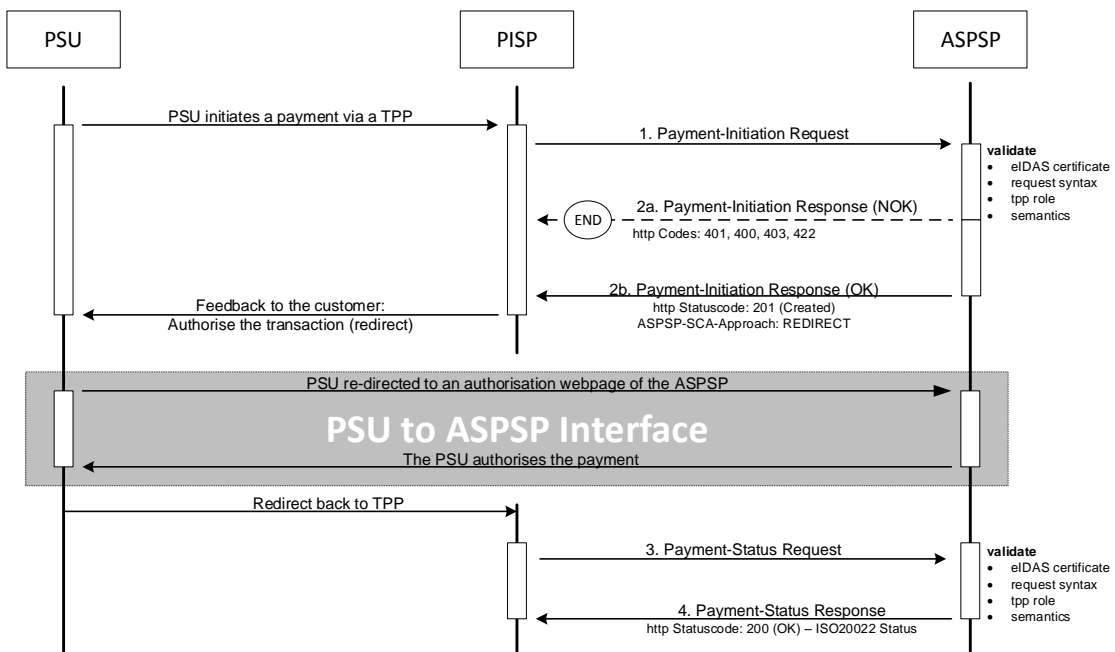 PSU
PISP
ASPSP
PSU initiates a payment via a TPP
1. Payment-Initiation Request
validate
• eIDAS certificate
• request syntax
• tpp role
• semantics
2a. Payment-Initiation Response (NOK)
END
http Codes: 401, 400, 403, 422
2b. Payment-Initiation Response (OK)
http Statuscode: 201 (Created)
ASPSP-SCA-Approach: REDIRECT
Feedback to the customer:
Authorise the transaction (redirect)
PSU re-directed to an authorisation webpage of the ASPSP
PSU to ASPSP Interface
The PSU authorises the payment
Redirect back to TPP
3. Payment-Status Request
validate
• eIDAS certificate
• request syntax
• tpp role
• semantics
4. Payment-Status Response
http Statuscode: 200 (OK) – ISO20022 Status